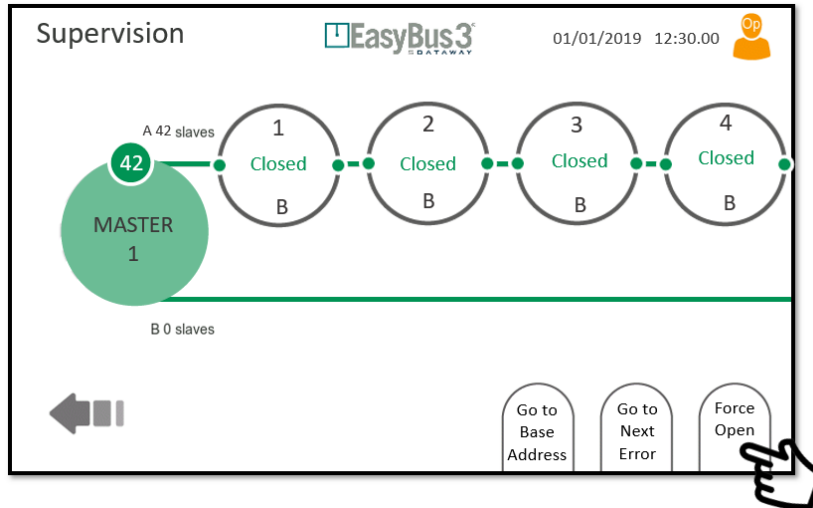 Supervision
EasyBus3
DATAWAY
01/01/2019 12:30.00
Op
A 42 slaves
42
MASTER
1
1
Closed
B
2
Closed
B
3
Closed
B
4
Closed
B
B 0 slaves
Go to
Base
Address
Go to
Next
Error
Force
Open